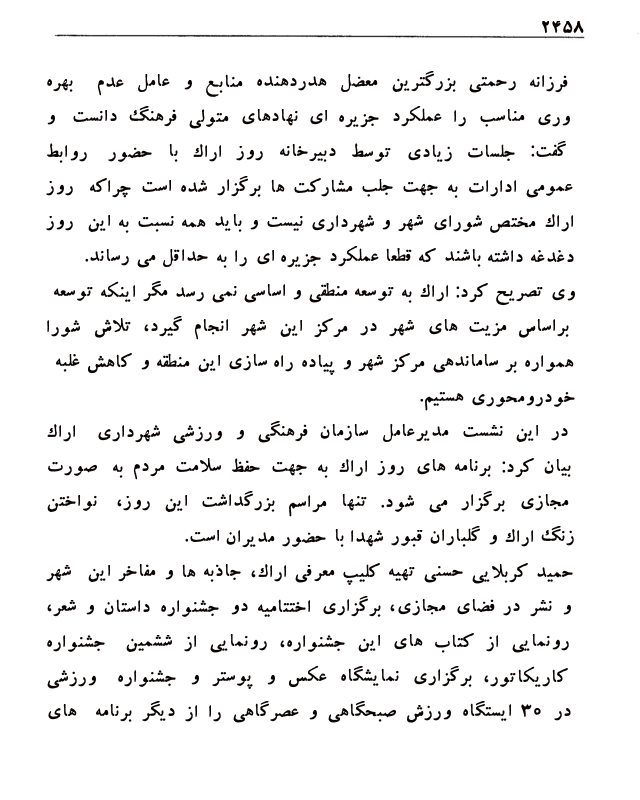 ۲۴۵۸
فرزانه رحمتی بزرگترین معضل هدردهنده منابع و عامل عدم بهره
وری مناسب را عملکرد جزیره ای نهادهای متولی فرهنگ دانست و
گفت: جلسات زیادی توسط دبیرخانه روز اراک با حضور روابط
عمومی ادارات به جهت جلب مشارکت ها برگزار شده است چراکه روز
اراک مختص شورای شهر و شهرداری نیست و باید همه نسبت به این روز
دغدغه داشته باشند که قطعا عملکرد جزیره ای را به حداقل می رساند.
وی تصریح کرد: اراک به توسعه منطقی و اساسی نمی رسد مگر اینکه توسعه
براساس مزیت های شهر در مرکز این شهر انجام گیرد، تلاش شورا
همواره بر ساماندهی مرکز شهر و پیاده راه سازی این منطقه و کاهش غلبه
خودرومحوری هستیم.
در این نشست مدیرعامل سازمان فرهنگی و ورزشی شهرداری اراک
بیان کرد: برنامه های روز اراک به جهت حفظ سلامت مردم به صورت
مجازی برگزار می شود. تنها مراسم بزرگداشت این روز، نواختن
زنگ اراک و گلباران قبور شهدا با حضور مدیران است.
حمید کربلایی حسنی تهیه کلیپ معرفی اراک، جاذبه ها و مفاخر این شهر
و نشر در فضای مجازی، برگزاری اختتامیه دو جشنواره داستان و شعر،
رونمایی از کتاب های این جشنواره، رونمایی از ششمین جشنواره
کاریکاتور، برگزاری نمایشگاه عکس و پوستر و جشنواره ورزشی
در ۳۰ ایستگاه ورزش صبحگاهی و عصرگاهی را از دیگر برنامه های